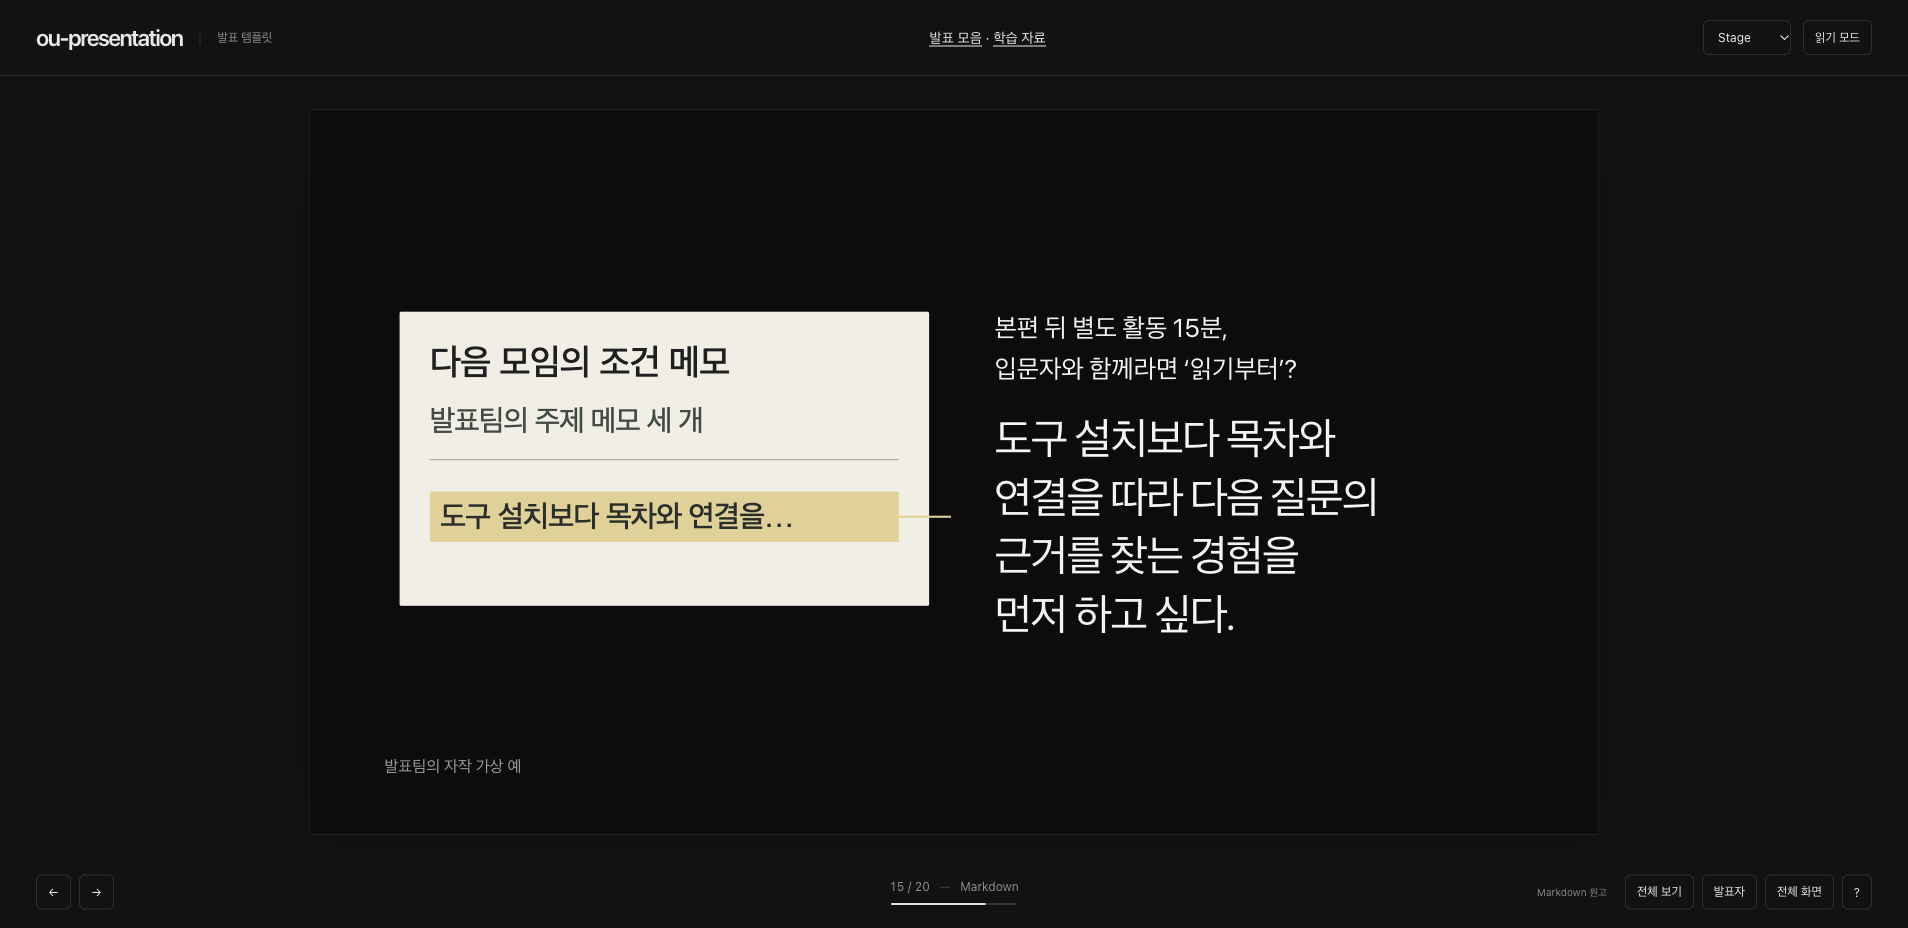 ou-presentation
발표 템플릿
발표 모음 · 학습 자료
Stage
읽기 모드
다음 모임의 조건 메모
발표팀의 주제 메모 세 개
도구 설치보다 목차와 연결을...
본편 뒤 별도 활동 15분,
입문자와 함께라면 ‘읽기부터’?
도구 설치보다 목차와
연결을 따라 다음 질문의
근거를 찾는 경험을
먼저 하고 싶다.
발표팀의 자작 가상 예
←
→
15 / 20 — Markdown
Markdown 원고
전체 보기
발표자
전체 화면
?